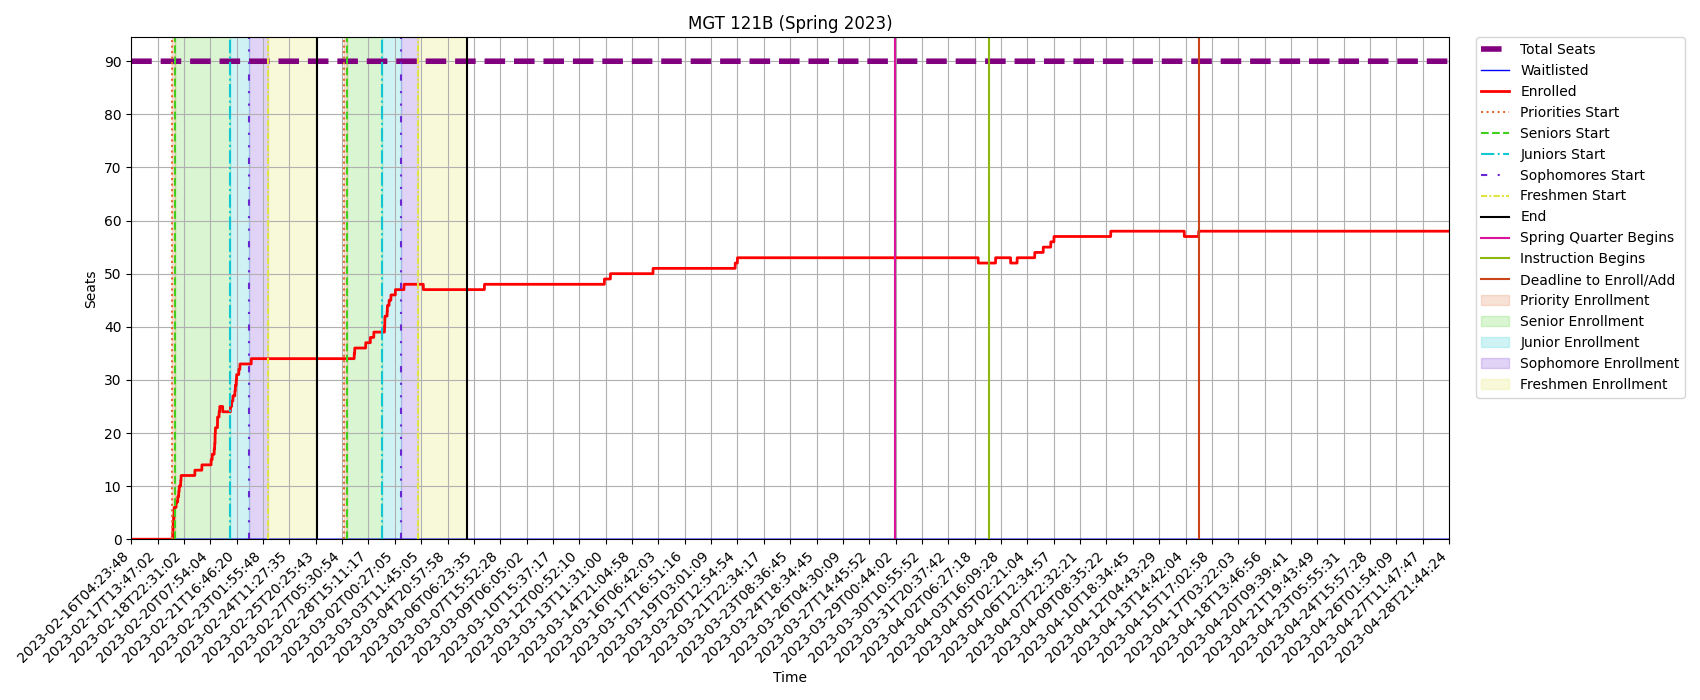 MGT 121B (Spring 2023)
Seats
90
80
70
60
50
40
30
20
10
0
2023-02-16T04:23:48
2023-02-17T13:47:02
2023-02-18T22:31:02
2023-02-20T07:54:04
2023-02-21T16:46:20
2023-02-23T01:55:48
2023-02-24T11:27:35
2023-02-25T20:25:43
2023-02-27T05:30:54
2023-02-28T15:11:17
2023-03-02T00:27:05
2023-03-03T11:45:05
2023-03-04T20:57:58
2023-03-06T06:23:35
2023-03-07T15:52:28
2023-03-09T06:05:02
2023-03-10T15:37:17
2023-03-12T00:52:10
2023-03-13T11:31:00
2023-03-14T21:04:58
2023-03-16T06:42:03
2023-03-17T16:51:16
2023-03-19T03:01:09
2023-03-20T12:54:54
2023-03-21T22:34:17
2023-03-23T08:36:45
2023-03-24T18:34:45
2023-03-26T04:30:09
2023-03-27T14:45:52
2023-03-29T00:44:02
2023-03-30T10:55:52
2023-03-31T20:37:42
2023-04-02T06:27:18
2023-04-03T16:09:28
2023-04-05T02:21:04
2023-04-06T12:34:57
2023-04-07T22:32:21
2023-04-09T08:35:22
2023-04-10T18:34:45
2023-04-12T04:43:29
2023-04-13T14:42:04
2023-04-15T17:02:58
2023-04-17T03:22:03
2023-04-18T13:46:56
2023-04-20T09:39:41
2023-04-21T19:43:49
2023-04-23T05:55:31
2023-04-24T15:57:28
2023-04-26T01:54:09
2023-04-27T11:47:47
2023-04-28T21:44:24
Time
Total Seats
Waitlisted
Enrolled
Priorities Start
Seniors Start
Juniors Start
Sophomores Start
Freshmen Start
End
Spring Quarter Begins
Instruction Begins
Deadline to Enroll/Add
Priority Enrollment
Senior Enrollment
Junior Enrollment
Sophomore Enrollment
Freshmen Enrollment